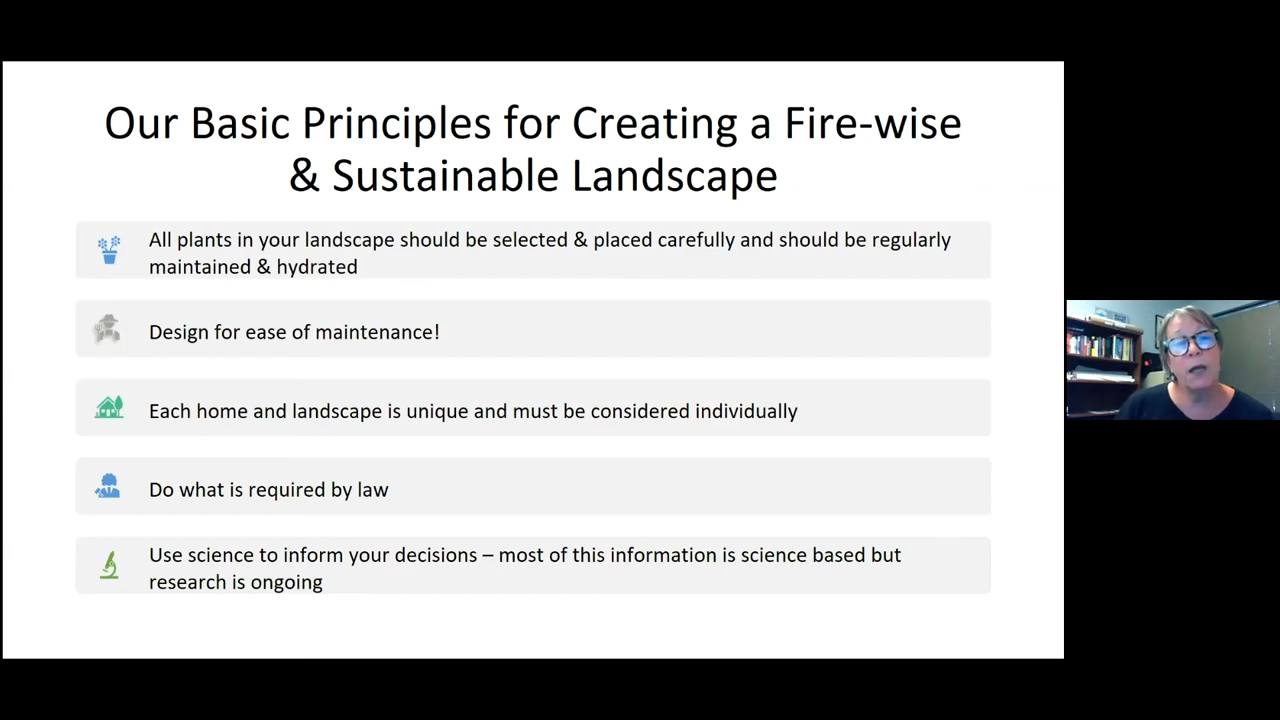 Our Basic Principles for Creating a Fire-wise
& Sustainable Landscape
All plants in your landscape should be selected & placed carefully and should be regularly
maintained & hydrated
Design for ease of maintenance!
Each home and landscape is unique and must be considered individually
Do what is required by law
Use science to inform your decisions – most of this information is science based but
research is ongoing